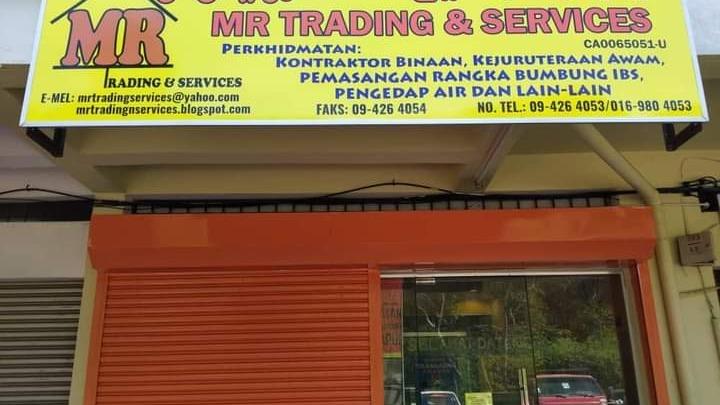 MR TRADING & SERVICES
CA0065051-U
MR
TRADING & SERVICES
PERKHIDMATAN:
KONTRAKTOR BINAAN, KEJURUTERAAN AWAM,
PEMASANGAN RANGKA BUMBUNG IBS,
PENGEDAP AIR DAN LAIN-LAIN
E-MEL: mrtradingservices@yahoo.com
mrtradingnservices.blogspot.com
FAKS: 09-426 4054
NO. TEL.: 09-426 4053/016-980 4053
SELAMAT DATANG